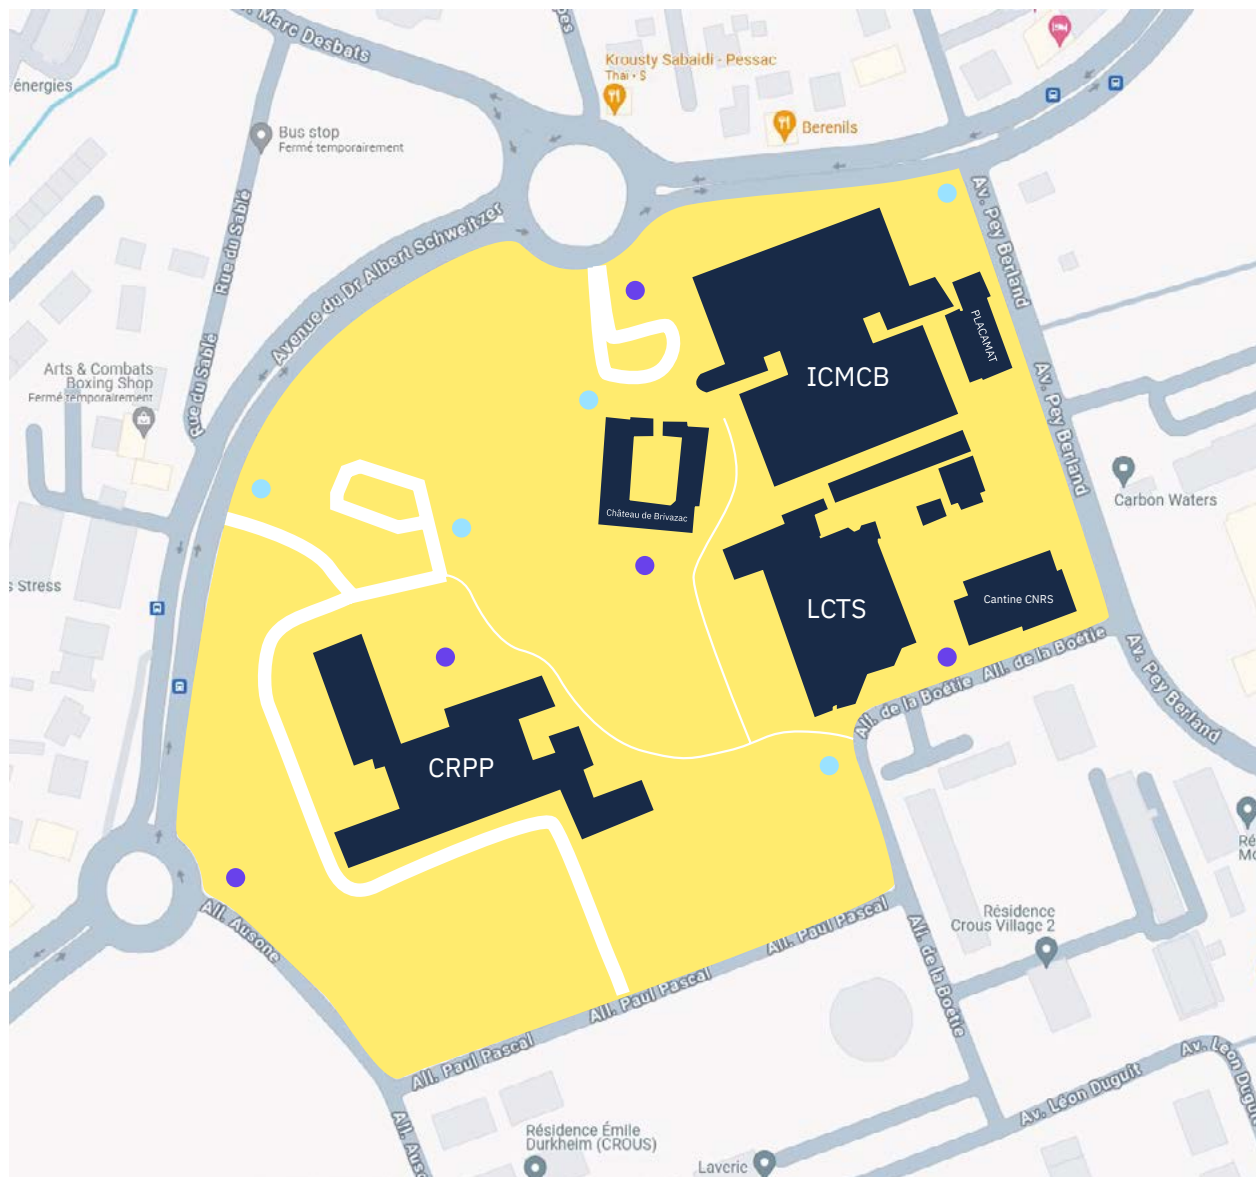 Marc Desbats
énergies
Krousty Sabaidi - Pessac
Thai • $
Berenils
Bus stop
Fermé temporairement
Rue du Sablé
Rue du Sablé
Avenue du Dr Albert Schweitzer
Av. Pey Berland
PLACAMAT
ICMCB
Arts & Combats
Boxing Shop
Fermé temporairement
Av. Pey Berland
Carbon Waters
Château de Brivazac
s Stress
LCTS
Cantine CNRS
All. de la Boétie
All. de la Boétie
Av. Pey Berland
CRPP
Ré
All. Ausone
All. Paul Pascal
All. Paul Pascal
All. Paul Pascal
Résidence
Crous Village 2
All. de la Boétie
Av. Léon Duguit
Av. Léon Duguit
All. Auso
Résidence Émile
Durkheim (CROUS)
Laverie